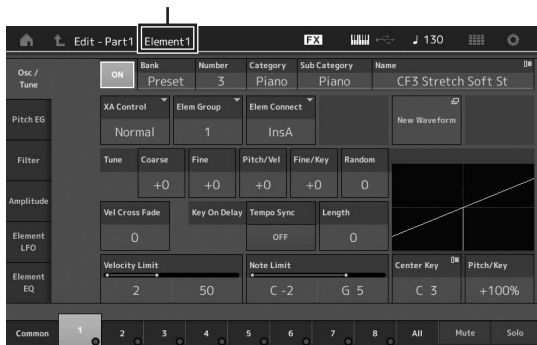 Edit - Part1 Element1 FX 130
Osc / Tune
Pitch EG
Filter
Amplitude
Element LFO
Element EQ
ON
Bank
Preset
Number
3
Category
Piano
Sub Category
Piano
Name
CF3 Stretch Soft St
XA Control
Normal
Elem Group
1
Elem Connect
InsA
New Waveform
Tune
Coarse
+0
Fine
+0
Pitch/Vel
+0
Fine/Key
+0
Random
0
Vel Cross Fade
0
Key On Delay
Tempo Sync
OFF
Length
0
Velocity Limit
2 50
Note Limit
C -2 G 5
Center Key
C 3
Pitch/Key
+100%
Common 1 2 3 4 5 6 7 8 All Mute Solo